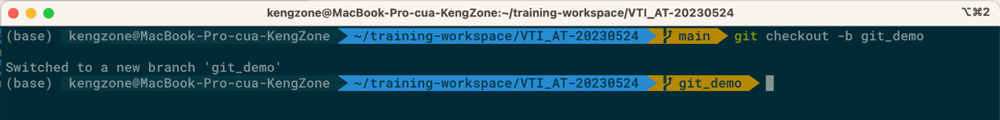 kengzone@MacBook-Pro-cua-KengZone:~/training-workspace/VTI_AT-20230524 ⌥⌘2
(base) kengzone@MacBook-Pro-cua-KengZone ~/training-workspace/VTI_AT-20230524 main git checkout -b git_demo
Switched to a new branch 'git_demo'
(base) kengzone@MacBook-Pro-cua-KengZone ~/training-workspace/VTI_AT-20230524 git_demo